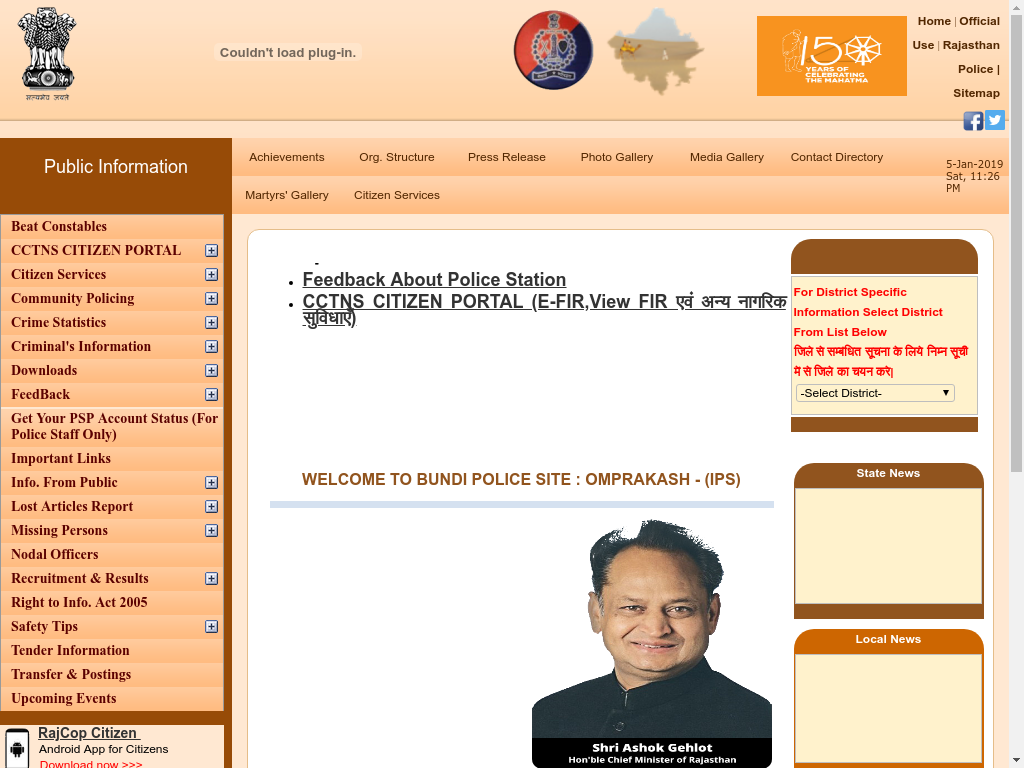 सत्यमेव जयते
Couldn't load plug-in.
150
YEARS OF
CELEBRATING
THE MAHATMA
Home | Official
Use | Rajasthan
Police |
Sitemap
Public Information
Achievements Org. Structure Press Release Photo Gallery Media Gallery Contact Directory
Martyrs' Gallery Citizen Services
5-Jan-2019
Sat, 11:26
PM
Beat Constables
CCTNS CITIZEN PORTAL
Citizen Services
Community Policing
Crime Statistics
Criminal's Information
Downloads
FeedBack
Get Your PSP Account Status (For
Police Staff Only)
Important Links
Info. From Public
Lost Articles Report
Missing Persons
Nodal Officers
Recruitment & Results
Right to Info. Act 2005
Safety Tips
Tender Information
Transfer & Postings
Upcoming Events
RajCop Citizen
Android App for Citizens
Download now >>>
-
Feedback About Police Station
CCTNS CITIZEN PORTAL (E-FIR,View FIR एवं अन्य नागरिक
सुविधाएँ)
WELCOME TO BUNDI POLICE SITE : OMPRAKASH - (IPS)
Shri Ashok Gehlot
Hon'ble Chief Minister of Rajasthan
For District Specific
Information Select District
From List Below
जिले से सम्बंधित सूचना के लिये निम्न सूची
में से जिले का चयन करे|
-Select District-
State News
Local News